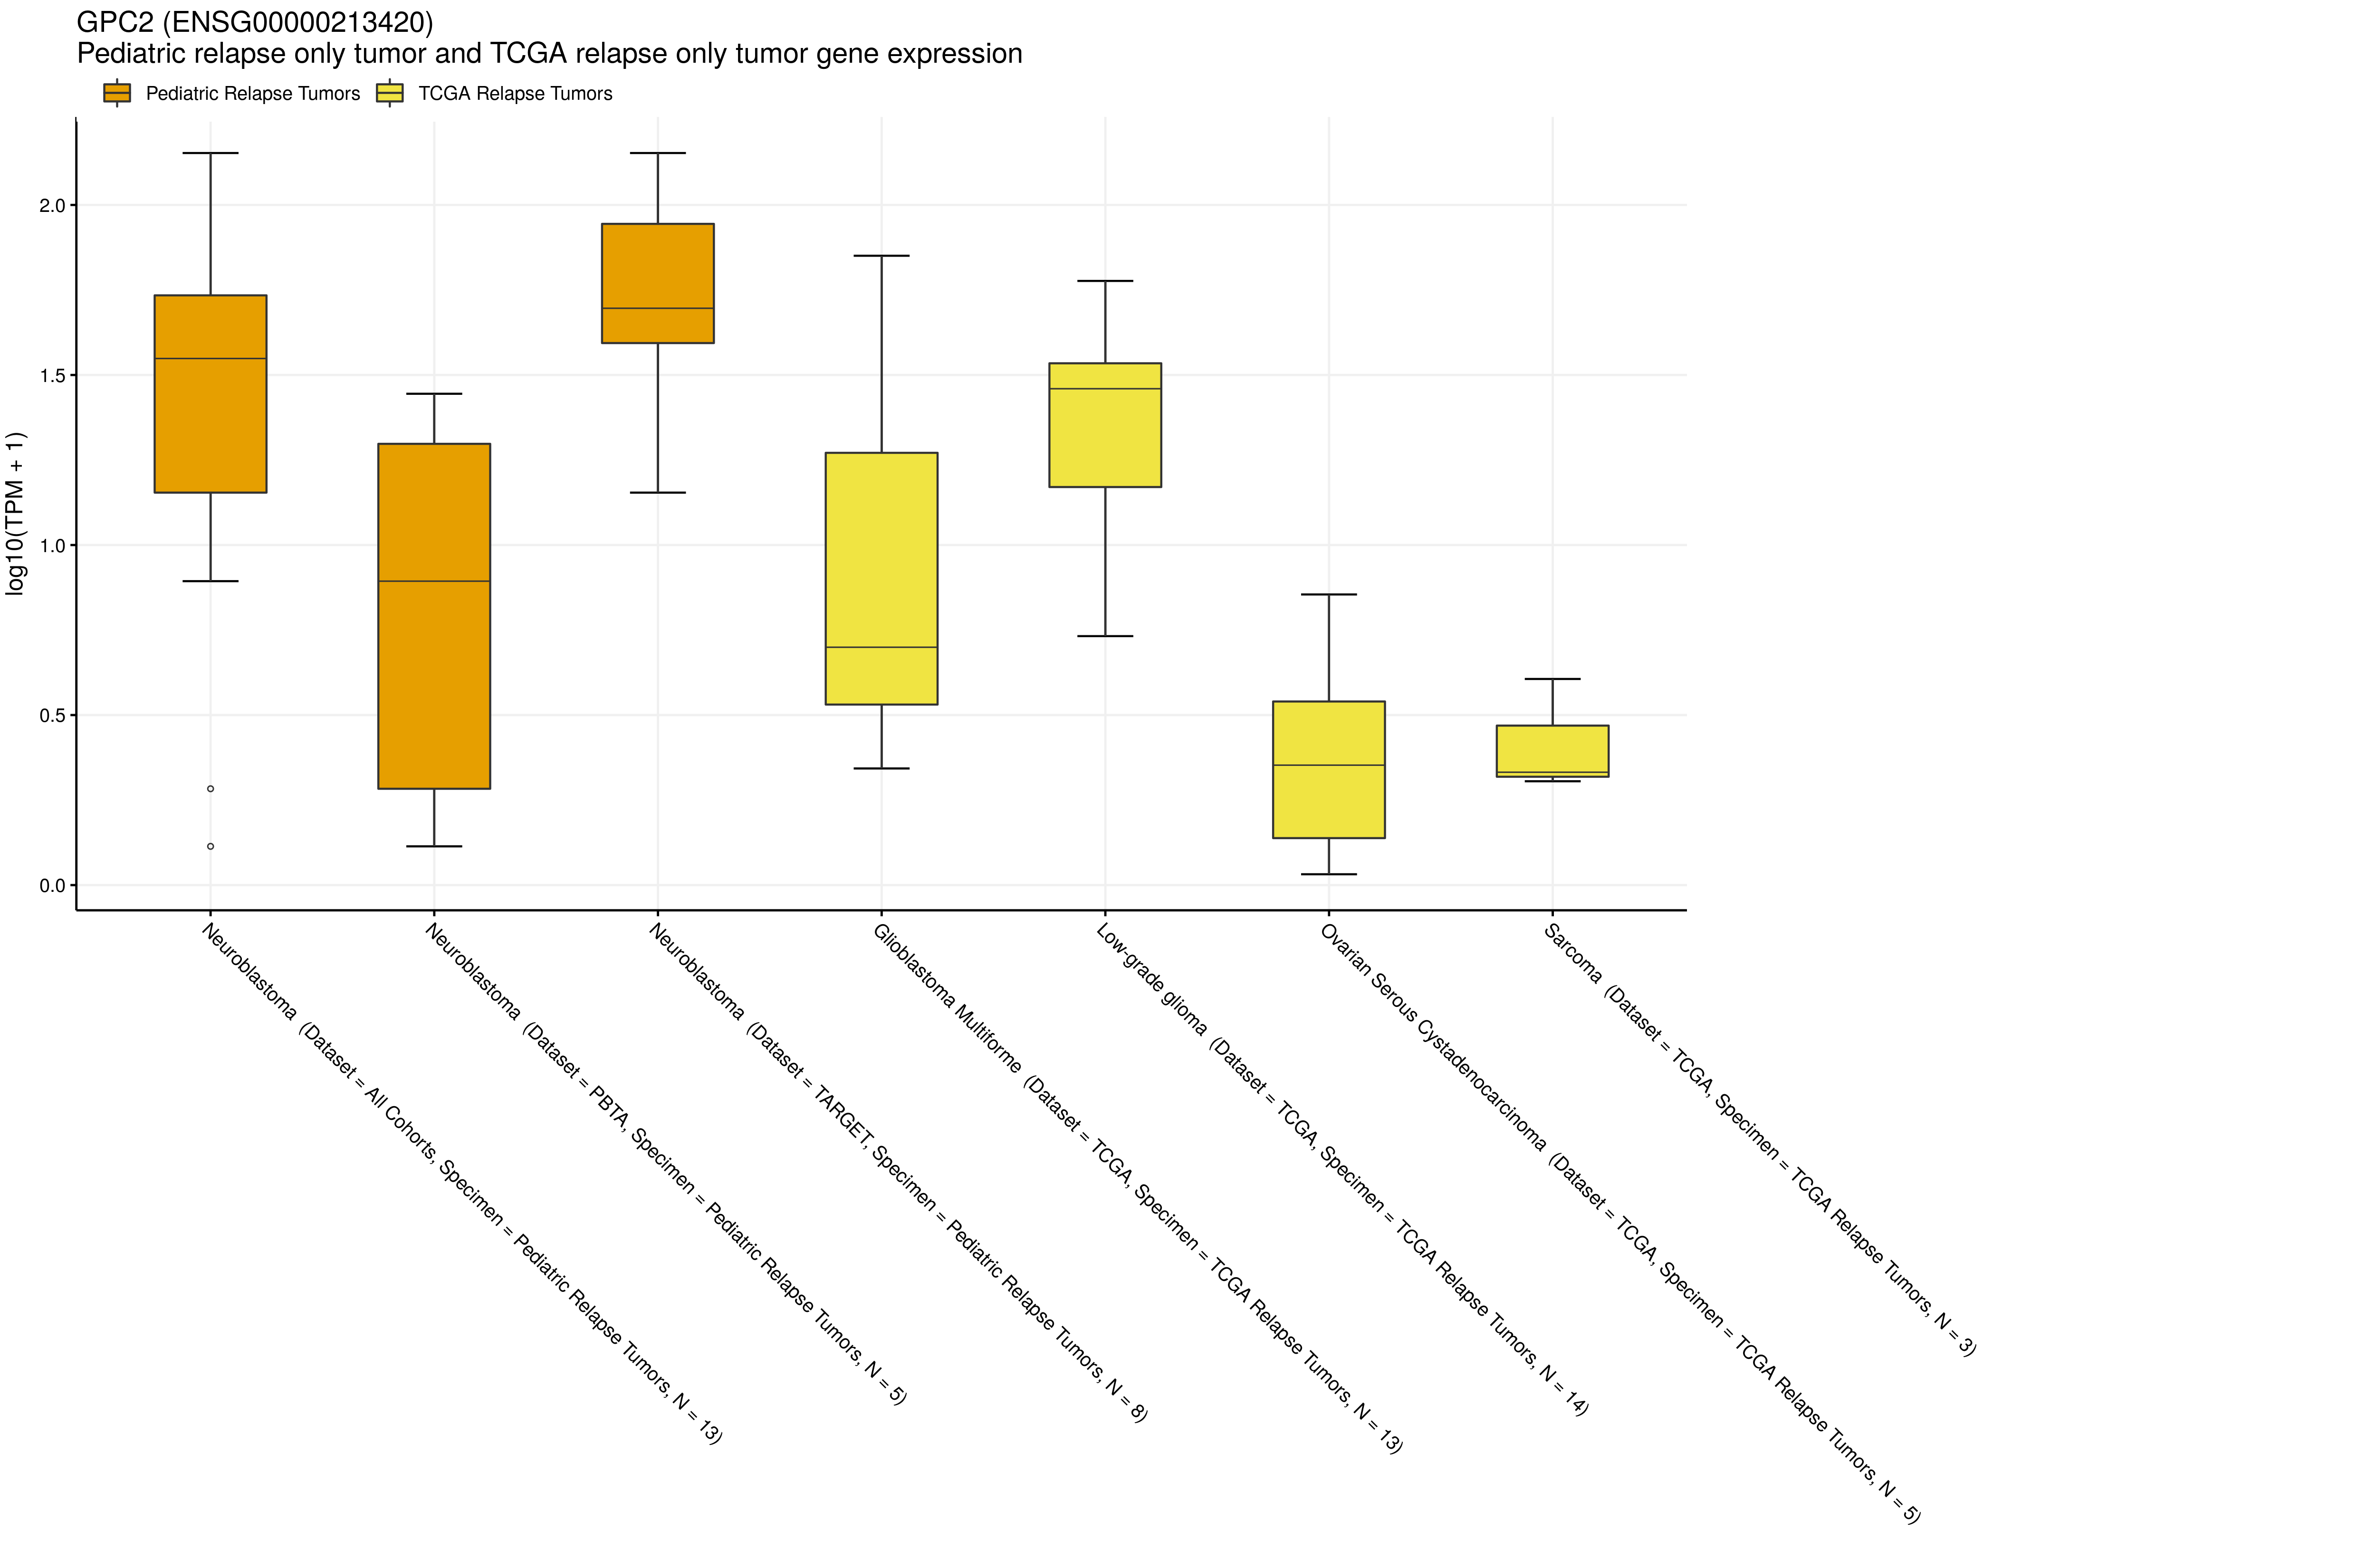 GPC2 (ENSG00000213420)
Pediatric relapse only tumor and TCGA relapse only tumor gene expression
Pediatric Relapse Tumors
TCGA Relapse Tumors
log10(TPM + 1)
2.0
1.5
1.0
0.5
0.0
Neuroblastoma (Dataset = All Cohorts, Specimen = Pediatric Relapse Tumors, N = 13)
Neuroblastoma (Dataset = PBTA, Specimen = Pediatric Relapse Tumors, N = 5)
Neuroblastoma (Dataset = TARGET, Specimen = Pediatric Relapse Tumors, N = 8)
Glioblastoma Multiforme (Dataset = TCGA, Specimen = TCGA Relapse Tumors, N = 13)
Low-grade glioma (Dataset = TCGA, Specimen = TCGA Relapse Tumors, N = 14)
Ovarian Serous Cystadenocarcinoma (Dataset = TCGA, Specimen = TCGA Relapse Tumors, N = 5)
Sarcoma (Dataset = TCGA, Specimen = TCGA Relapse Tumors, N = 3)